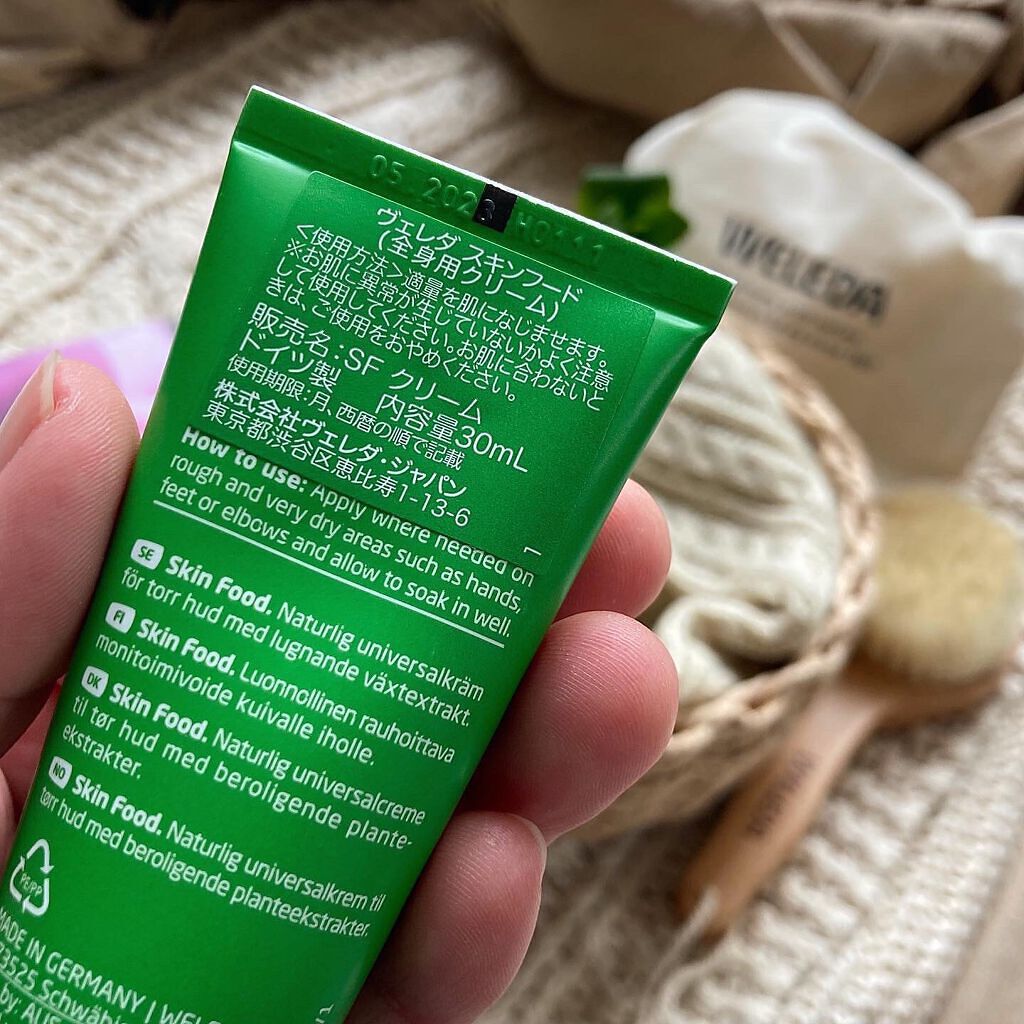 05.2023 H0111
ヴェレダ スキンフード
(全身用クリーム)
<使用方法>適量を肌になじませます。
※お肌に異常が生じていないかよく注意
して使用してください。お肌に合わないと
きは、ご使用をおやめください。
販売名:SF クリーム
ドイツ製 内容量30mL
使用期限:月、西暦の順で記載
株式会社ヴェレダ・ジャパン
東京都渋谷区恵比寿1-13-6
How to use: Apply where needed on
rough and very dry areas such as hands,
feet or elbows and allow to soak in well.
SE Skin Food. Naturlig universalkräm
för torr hud med lugnande växtextrakt.
FI Skin Food. Luonnollinen rauhoittava
monitoimivoide kuivalle iholle.
DK Skin Food. Naturlig universalcreme
til tør hud med beroligende plante-
ekstrakter.
NO Skin Food. Naturlig universalkrem til
tørr hud med beroligende planteekstrakter.
PE/PP
MADE IN GERMANY | WELE
73525 Schwäbi
by: AUS
WELEDA